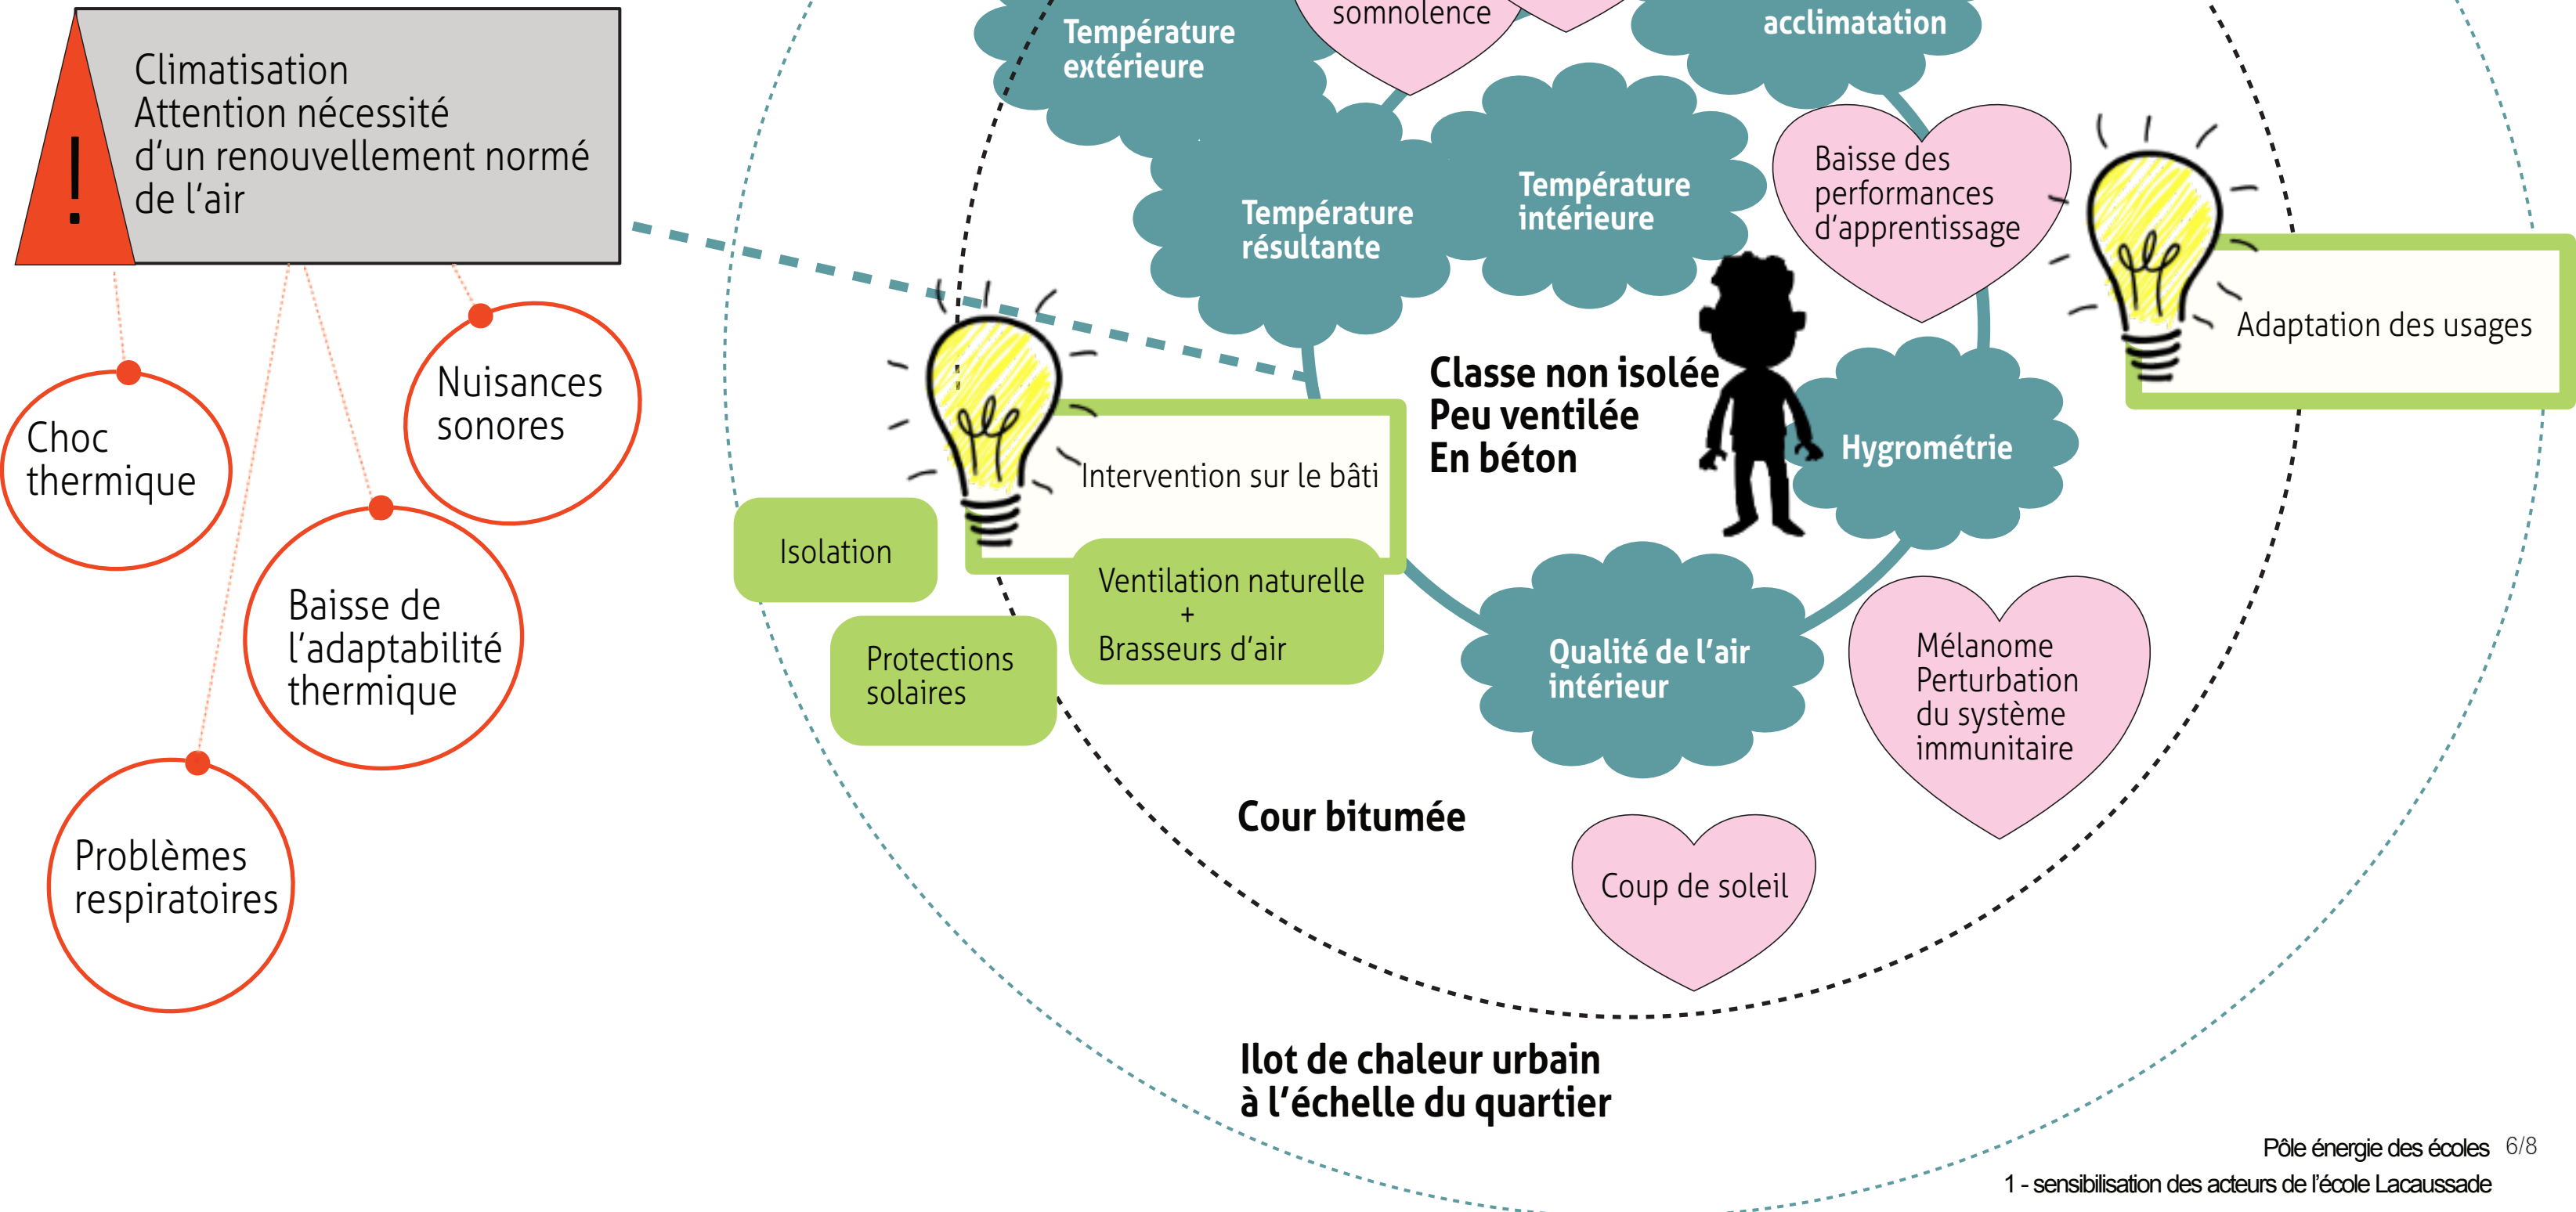 somnolence
Température
extérieure
acclimatation
Climatisation
Attention nécessité
d'un renouvellement normé
de l'air
!
Température
résultante
Température
intérieure
Baisse des
performances
d'apprentissage
Adaptation des usages
Nuisances
sonores
Choc
thermique
Baisse de
l'adaptabilité
thermique
Problèmes
respiratoires
Classe non isolée
Peu ventilée
En béton
Hygrométrie
Intervention sur le bâti
Isolation
Ventilation naturelle
+
Brasseurs d'air
Protections
solaires
Qualité de l'air
intérieur
Mélanome
Perturbation
du système
immunitaire
Cour bitumée
Coup de soleil
Ilot de chaleur urbain
à l'échelle du quartier
Pôle énergie des écoles 6/8
1 - sensibilisation des acteurs de l'école Lacaussade